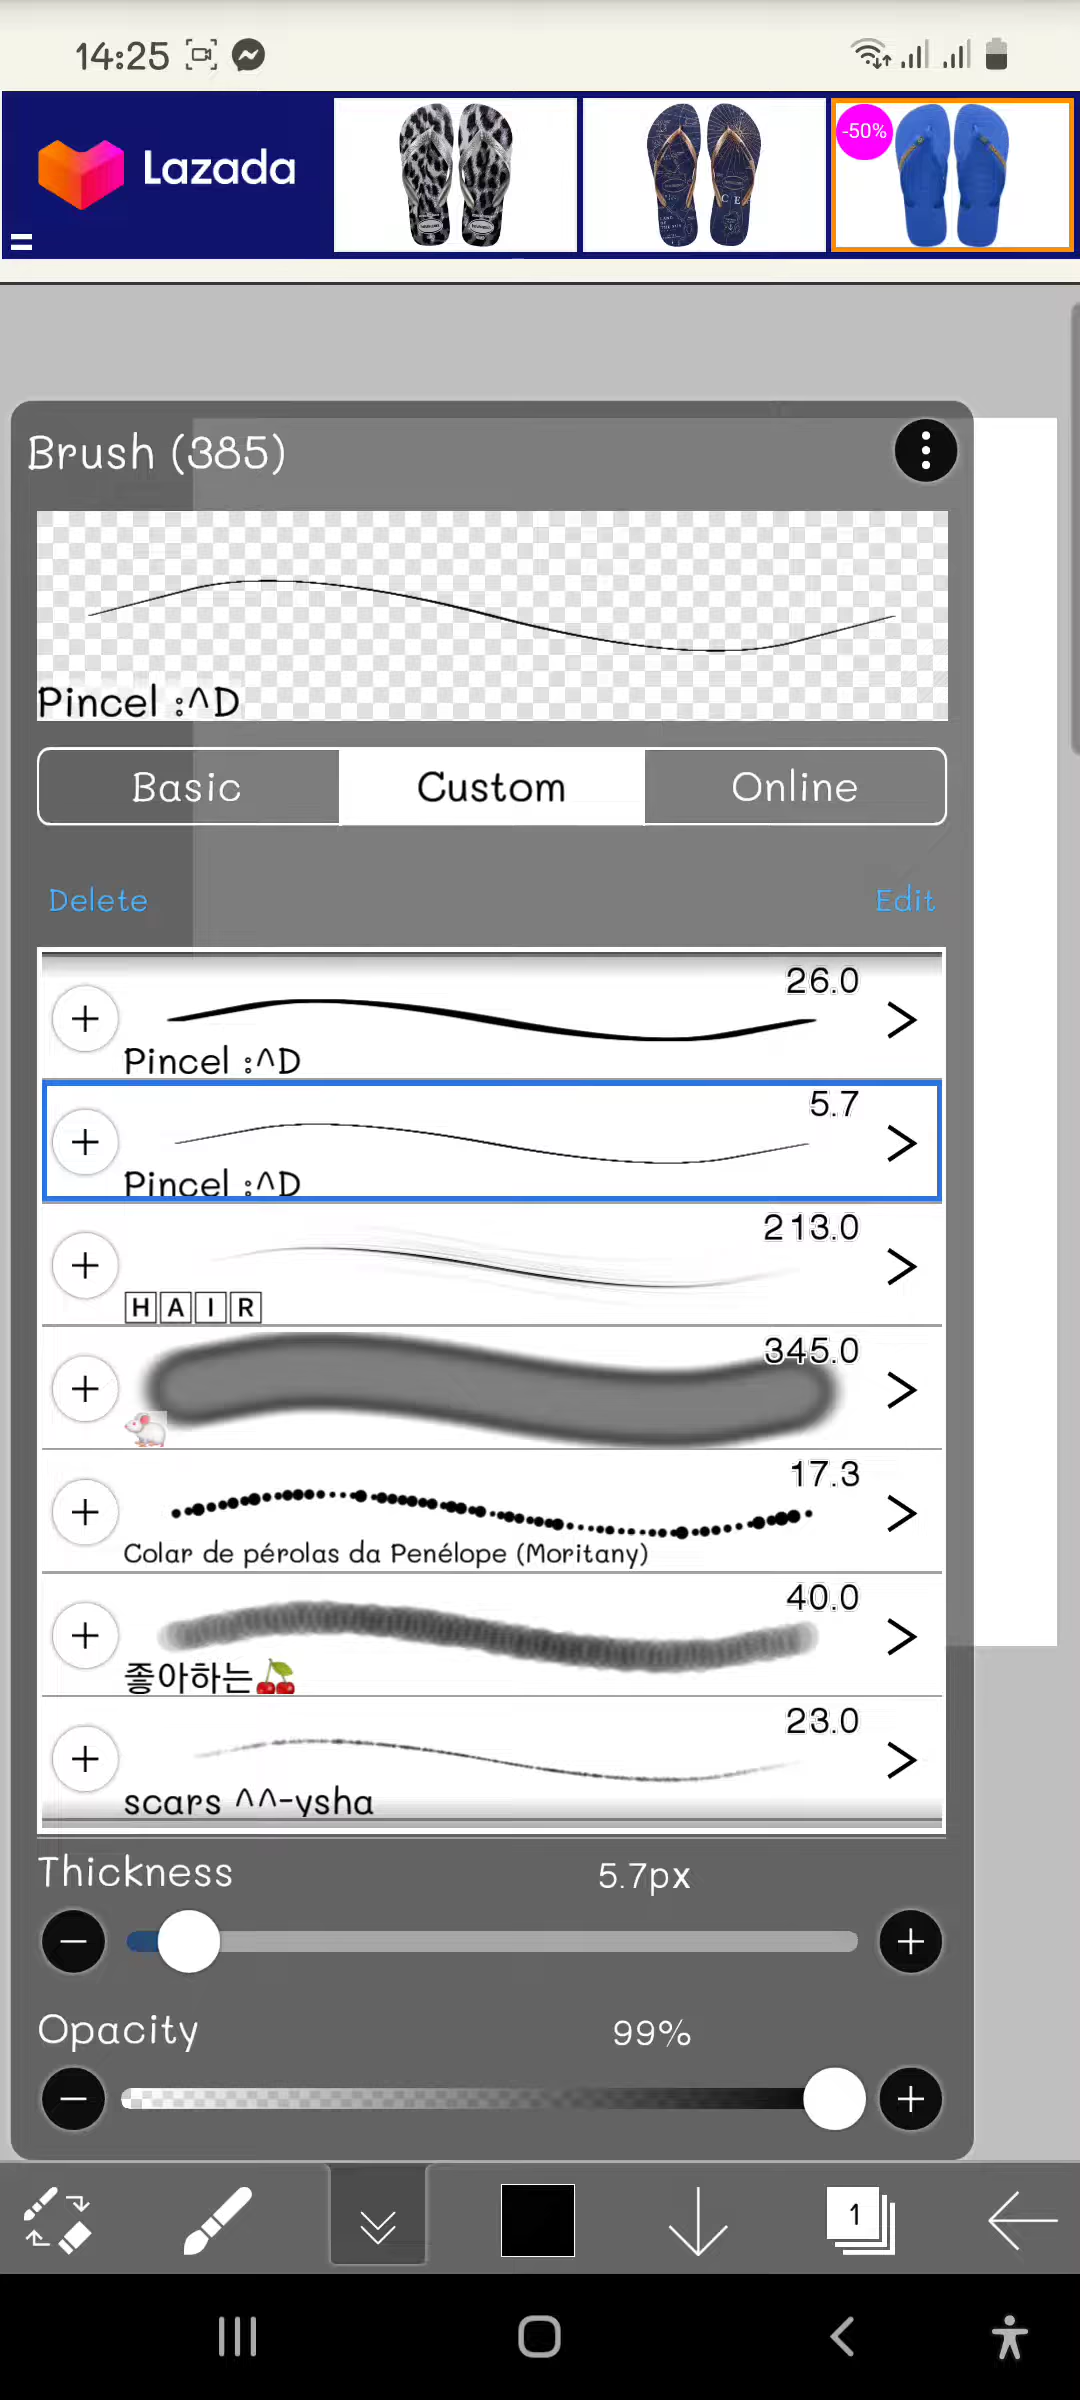 14:25
Lazada
-50%
Brush (385)
Pincel :^D
Basic
Custom
Online
Delete
Edit
26.0
Pincel :^D
5.7
Pincel :^D
213.0
HAIR
345.0
17.3
Colar de pérolas da Penélope (Moritany)
40.0
좋아하는🍒
23.0
scars ^^-ysha
Thickness
5.7px
Opacity
99%
1